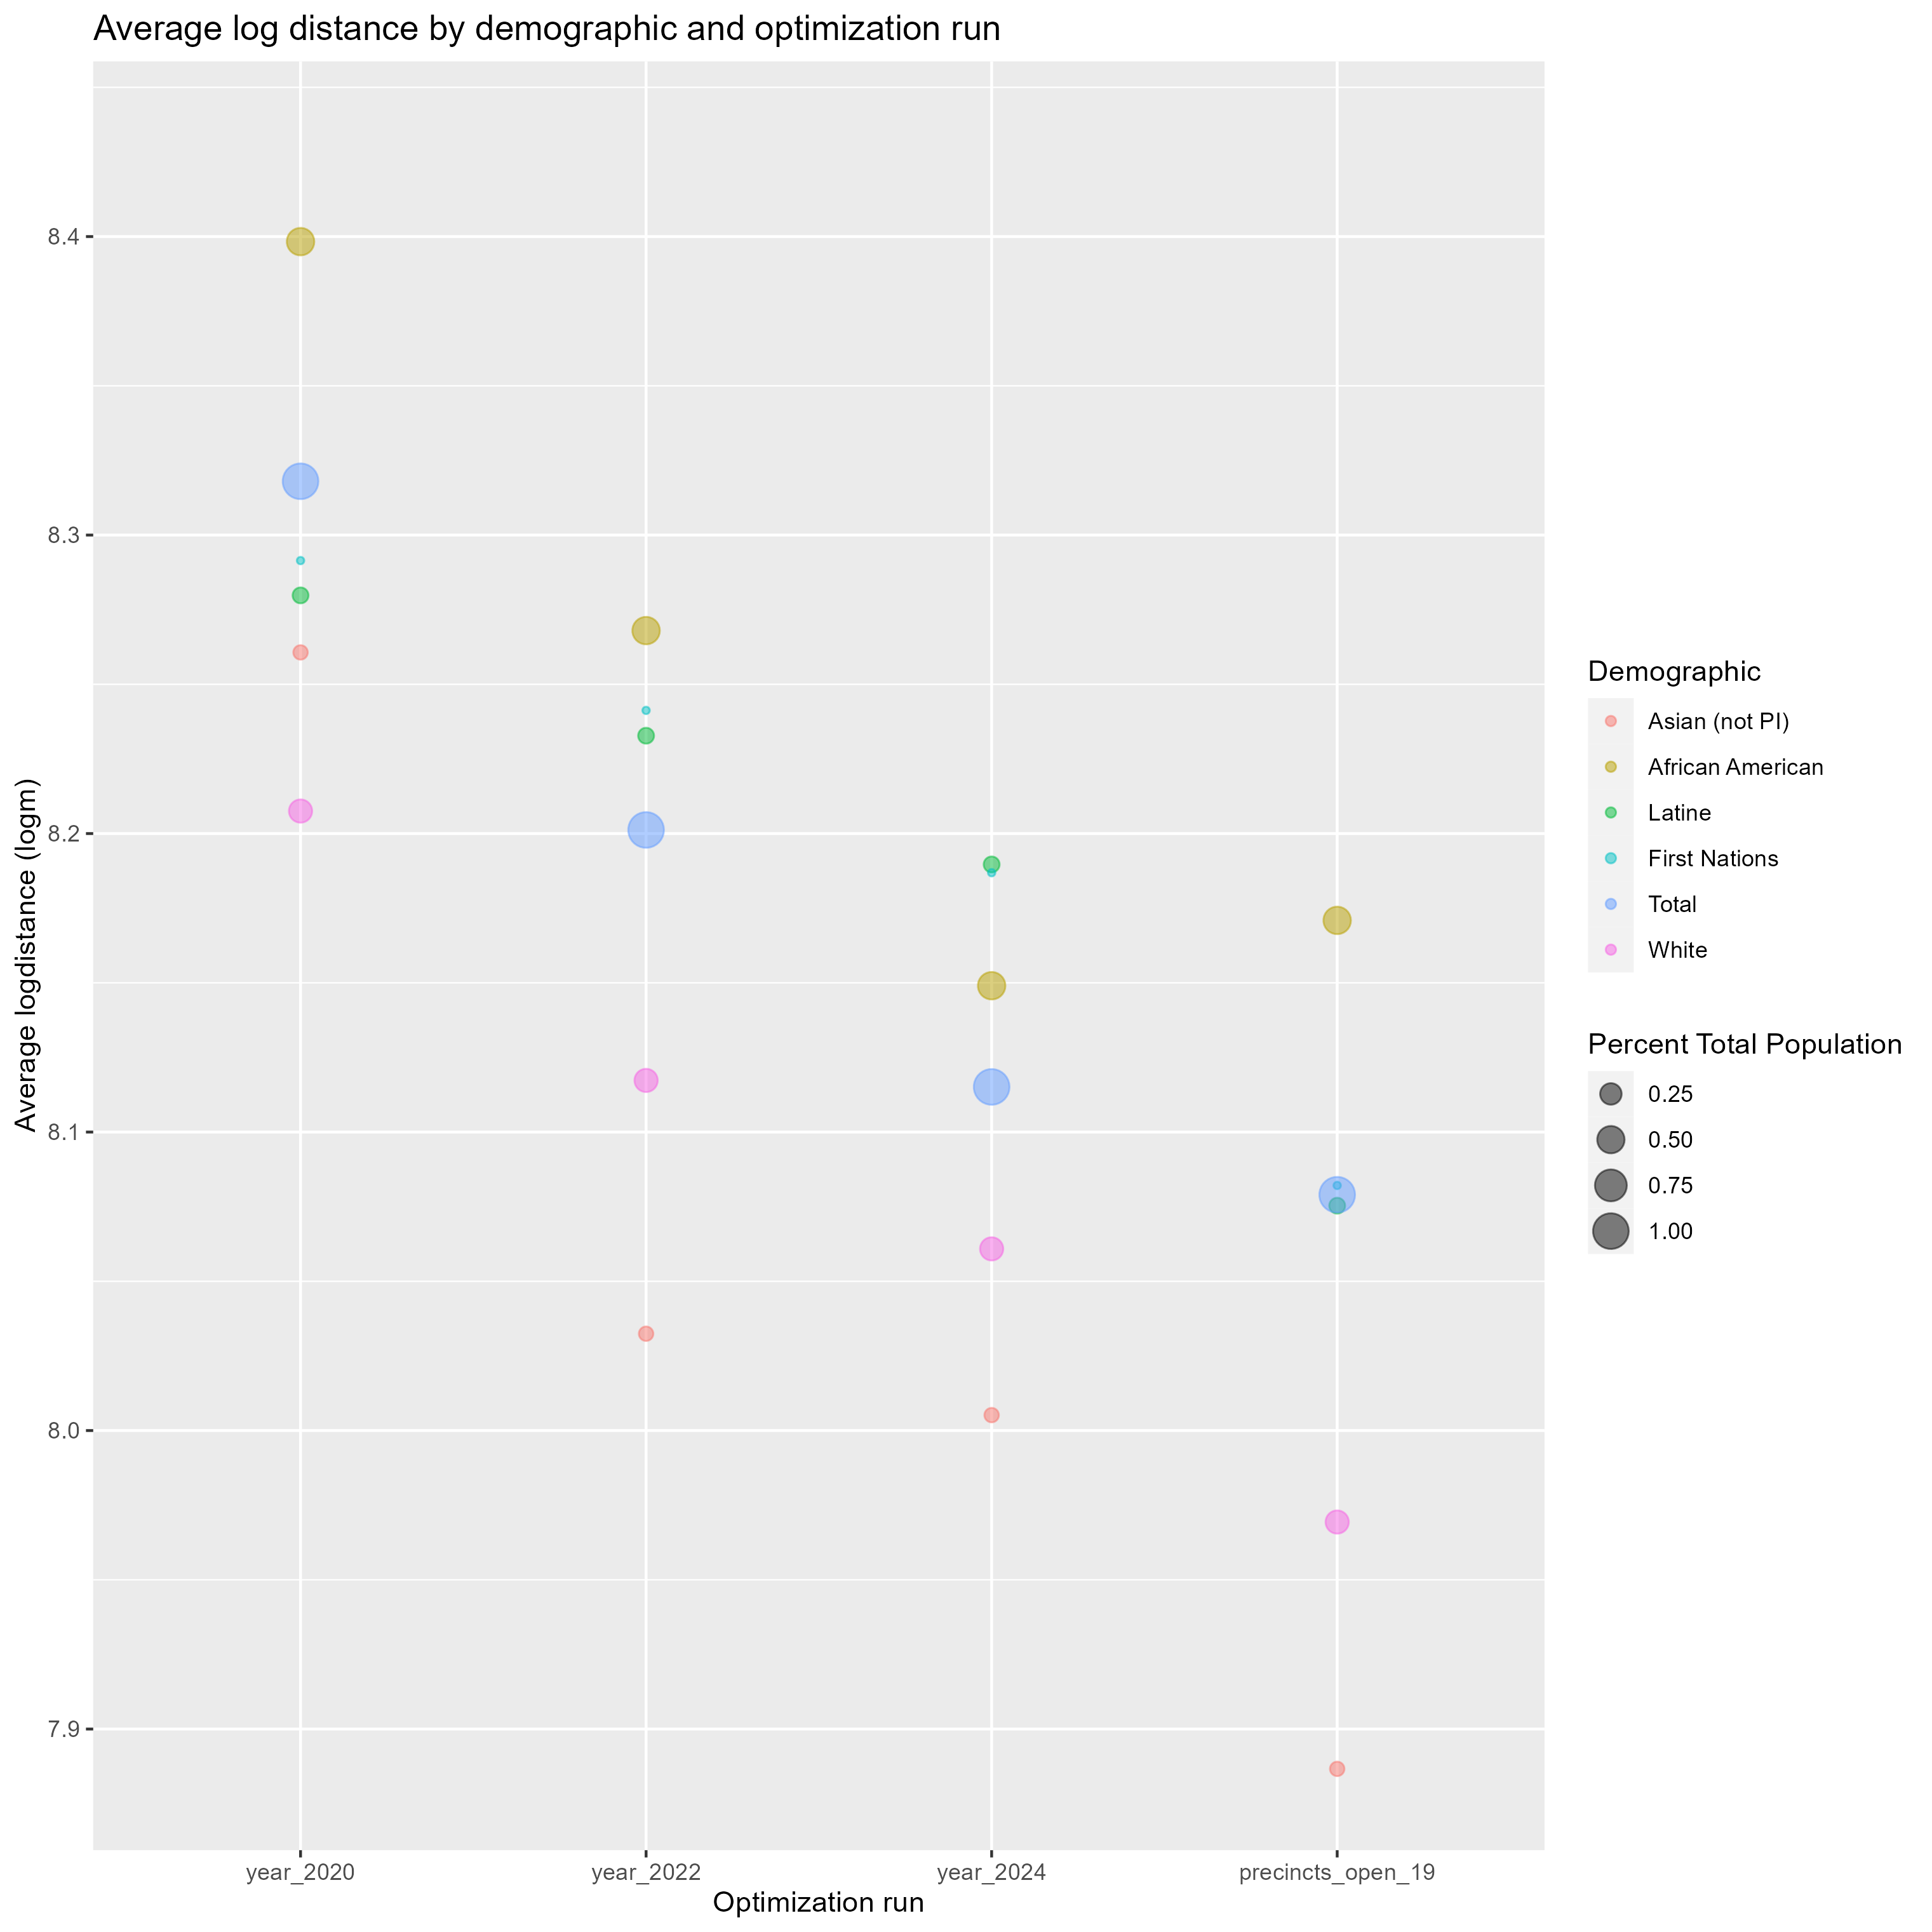 Average log distance by demographic and optimization run
Average logdistance (logm)
8.4
8.3
8.2
8.1
8.0
7.9
year_2020
year_2022
year_2024
precincts_open_19
Optimization run
Demographic
Asian (not PI)
African American
Latine
First Nations
Total
White
Percent Total Population
0.25
0.50
0.75
1.00